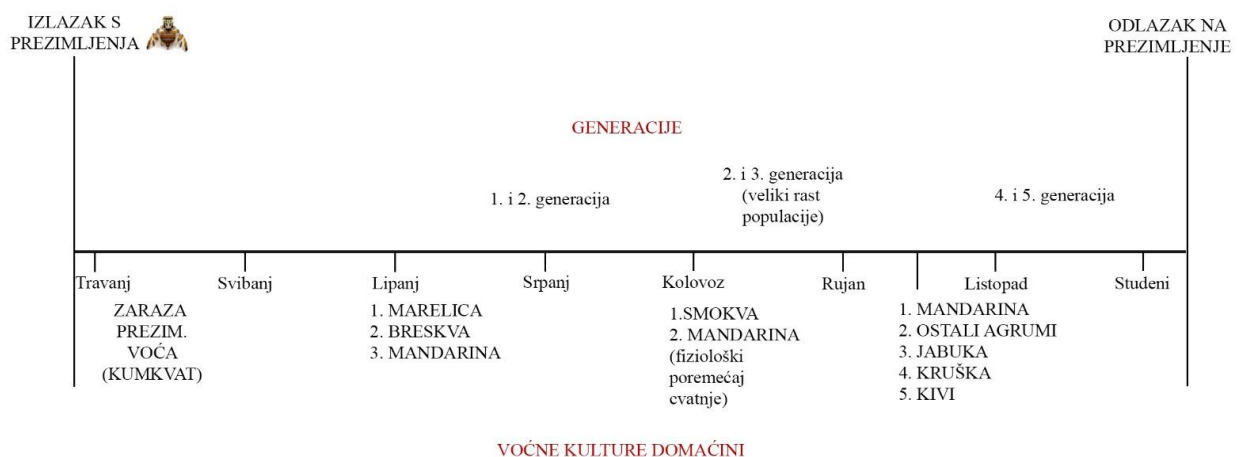 IZLAZAK S
PREZIMLJENJA
ODLAZAK NA
PREZIMLJENJE
GENERACIJE
1. i 2. generacija
2. i 3. generacija
(veliki rast
populacije)
4. i 5. generacija
Travanj
Svibanj
Lipanj
Srpanj
Kolovoz
Rujan
Listopad
Studeni
ZARAZA
PREZIM.
VOĆA
(KUMKVAT)
1. MARELICA
2. BRESKVA
3. MANDARINA
1.SMOKVA
2. MANDARINA
(fiziološki
poremećaj
cvatnje)
1. MANDARINA
2. OSTALI AGRUMI
3. JABUKA
4. KRUŠKA
5. KIVI
VOĆNE KULTURE DOMAĆINI